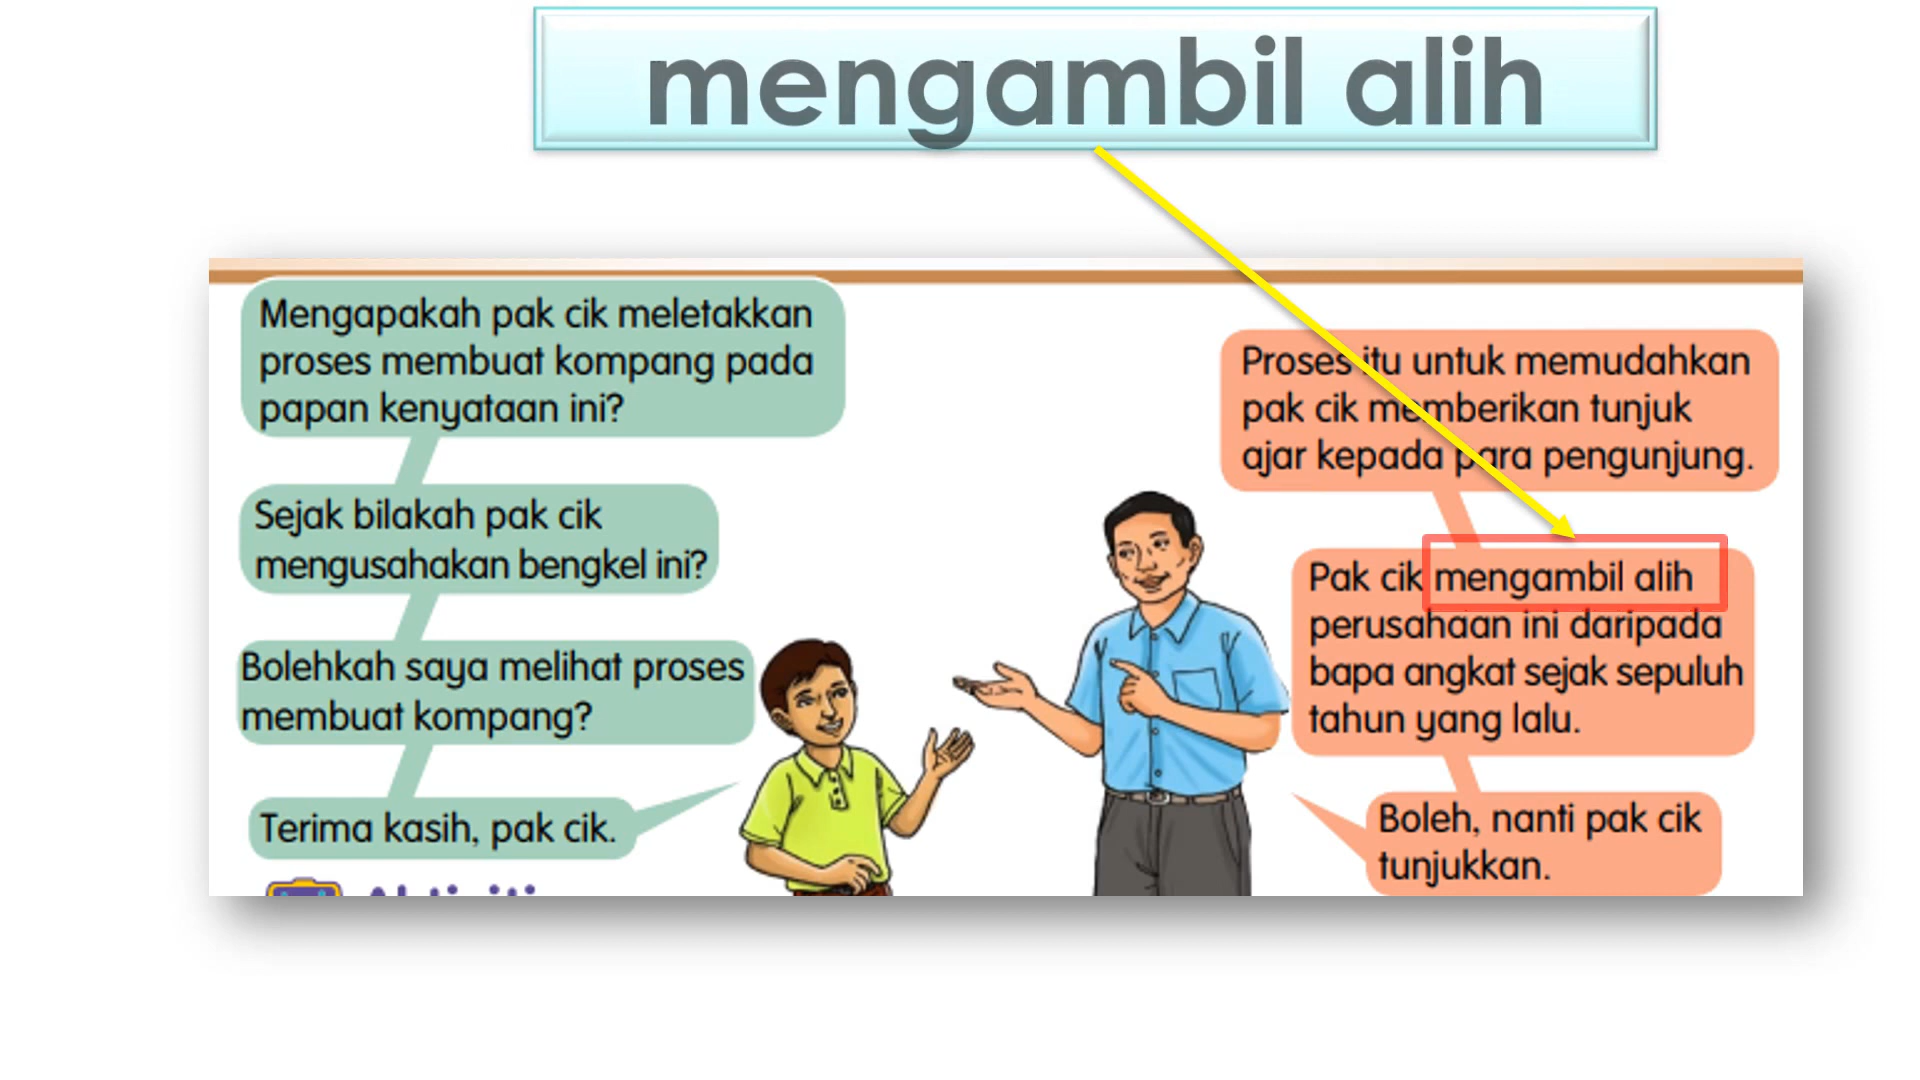 mengambil alih
Mengapakah pak cik meletakkan
proses membuat kompang pada
papan kenyataan ini?
Proses itu untuk memudahkan
pak cik memberikan tunjuk
ajar kepada para pengunjung.
Sejak bilakah pak cik
mengusahakan bengkel ini?
Pak cik mengambil alih
perusahaan ini daripada
bapa angkat sejak sepuluh
tahun yang lalu.
Bolehkah saya melihat proses
membuat kompang?
Boleh, nanti pak cik
tunjukkan.
Terima kasih, pak cik.